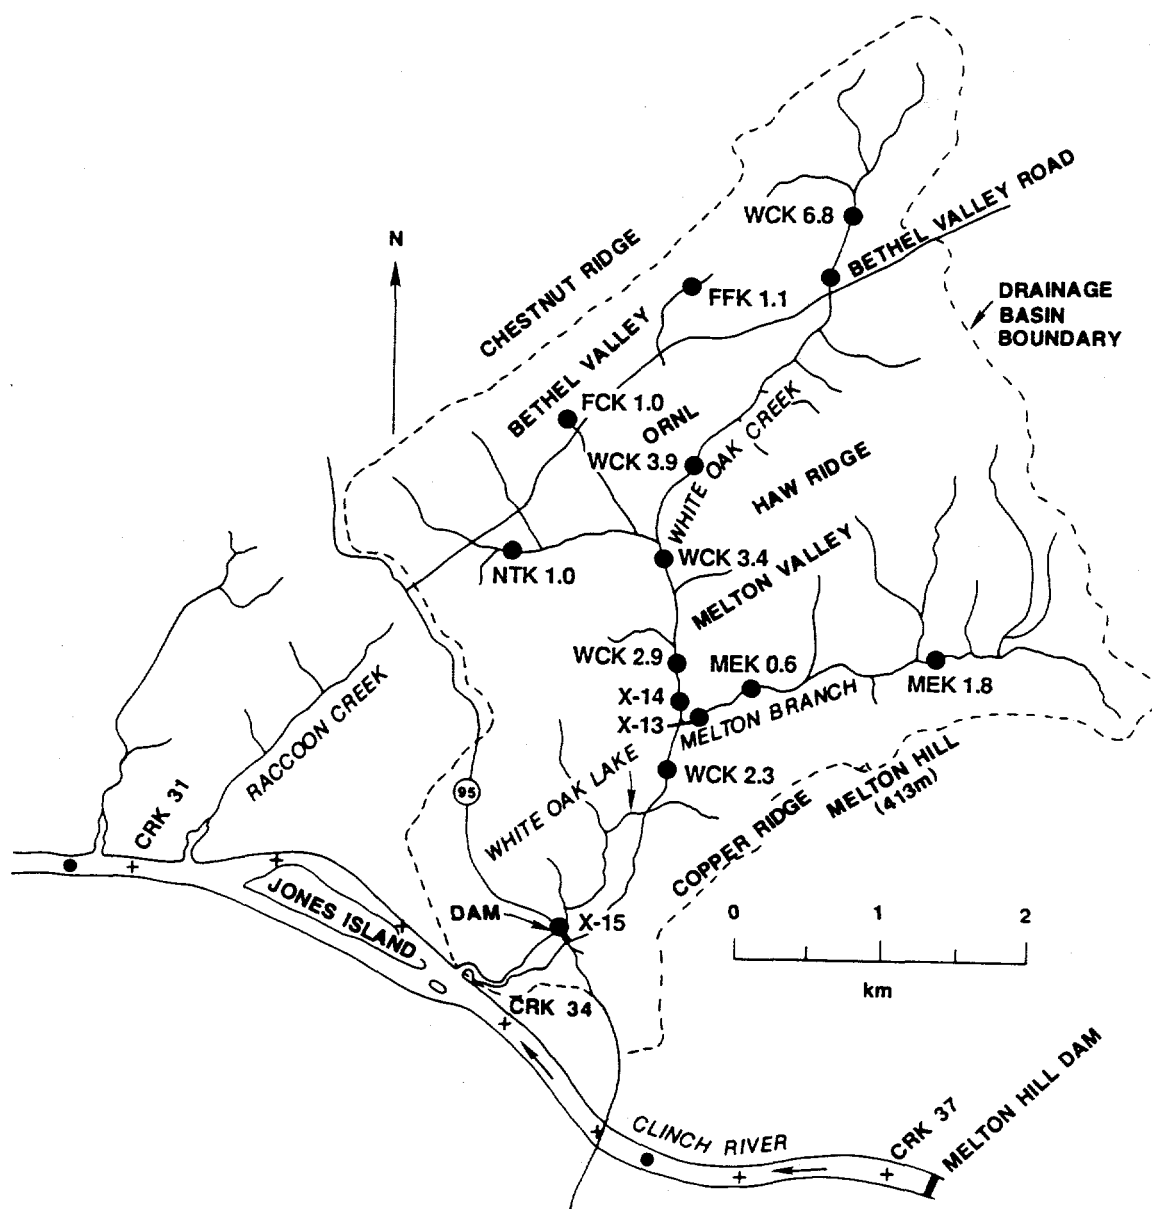 N
CHESTNUT RIDGE
WCK 6.8
BETHEL VALLEY ROAD
FFK 1.1
DRAINAGE
BASIN
BOUNDARY
BETHEL VALLEY
FCK 1.0
ORNL
WCK 3.9
WHITE OAK CREEK
HAW RIDGE
NTK 1.0
WCK 3.4
MELTON VALLEY
WCK 2.9
MEK 0.6
MEK 1.8
X-14
X-13
MELTON BRANCH
RACCOON CREEK
WCK 2.3
WHITE OAK LAKE
MELTON HILL
(413m)
COPPER RIDGE
95
CRK 31
JONES ISLAND
DAM
X-15
0 1 2
km
CRK 34
CLINCH RIVER
CRK 37
MELTON HILL DAM